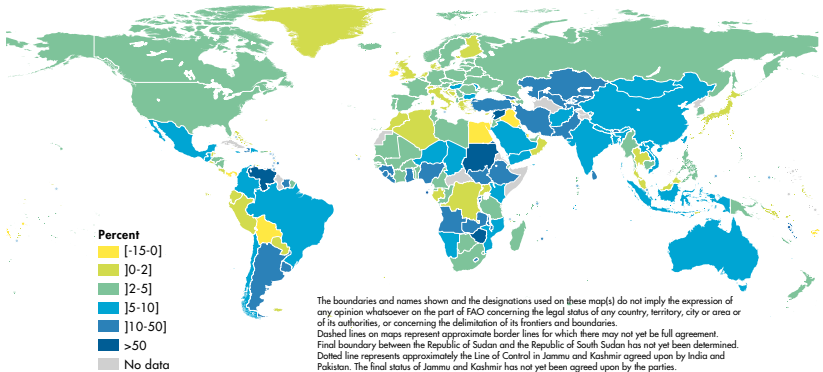 Percent
[-15-0]
]0-2]
]2-5]
]5-10]
]10-50]
>50
No data
The boundaries and names shown and the designations used on these map(s) do not imply the expression of
any opinion whatsoever on the part of FAO concerning the legal status of any country, territory, city or area or
of its authorities, or concerning the delimitation of its frontiers and boundaries.
Dashed lines on maps represent approximate border lines for which there may not yet be full agreement.
Final boundary between the Republic of Sudan and the Republic of South Sudan has not yet been determined.
Dotted line represents approximately the Line of Control in Jammu and Kashmir agreed upon by India and
Pakistan. The final status of Jammu and Kashmir has not yet been agreed upon by the parties.